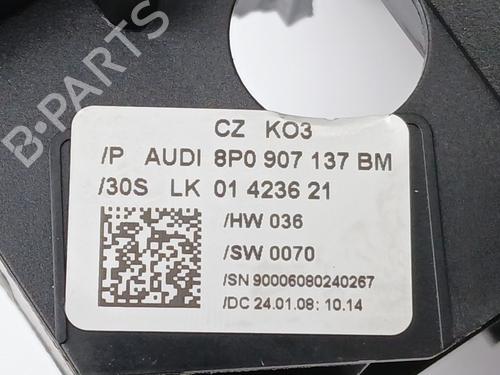 B-PARTS
CZ KO3
/P AUDI 8P0 907 137 BM
/30S LK 01 4236 21
/HW 036
/SW 0070
/SN 90006080240267
/DC 24.01.08: 10.14